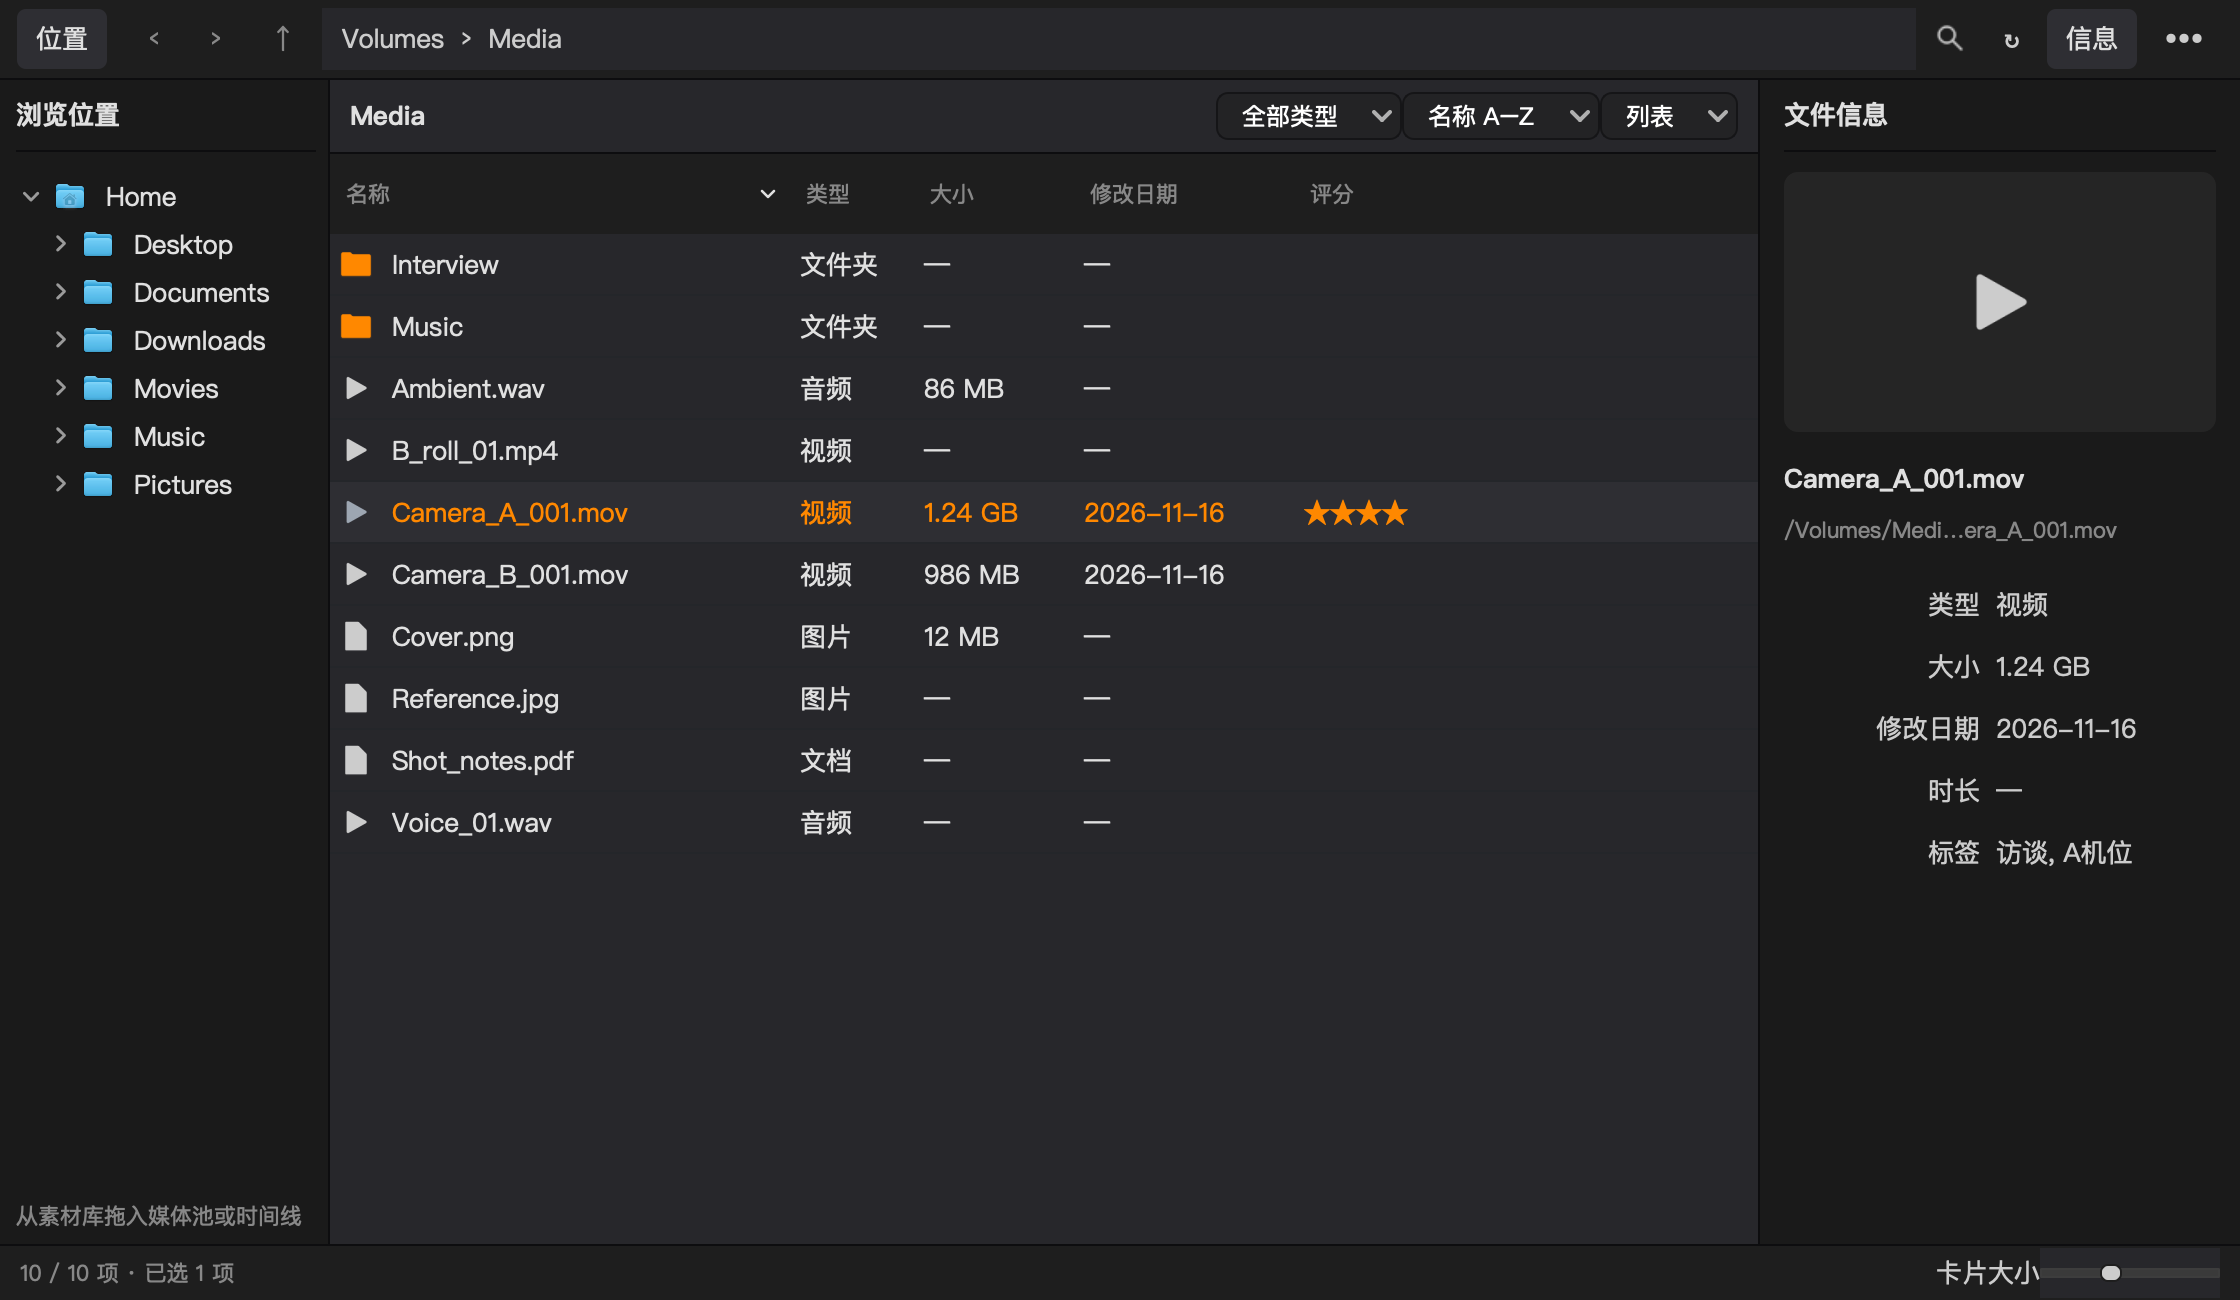 位置
Volumes > Media
信息
浏览位置
Media
全部类型
名称 A—Z
列表
文件信息
Home
Desktop
Documents
Downloads
Movies
Music
Pictures
名称 类型 大小 修改日期 评分
Interview 文件夹 — —
Music 文件夹 — —
Ambient.wav 音频 86 MB —
B_roll_01.mp4 视频 — —
Camera_A_001.mov 视频 1.24 GB 2026-11-16 ★★★★
Camera_B_001.mov 视频 986 MB 2026-11-16
Cover.png 图片 12 MB —
Reference.jpg 图片 — —
Shot_notes.pdf 文档 — —
Voice_01.wav 音频 — —
Camera_A_001.mov
/Volumes/Medi…era_A_001.mov
类型 视频
大小 1.24 GB
修改日期 2026-11-16
时长 —
标签 访谈, A机位
从素材库拖入媒体池或时间线
10 / 10 项 · 已选 1 项
卡片大小